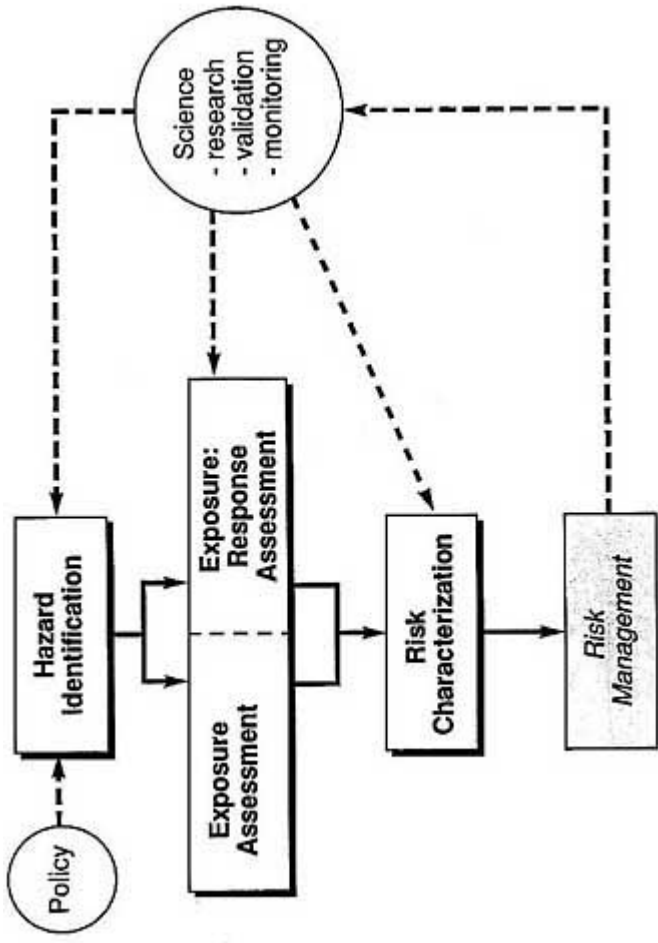 Policy
Hazard
Identification
Exposure
Assessment
Exposure:
Response
Assessment
Risk
Characterization
Risk
Management
Science
- research
- validation
- monitoring